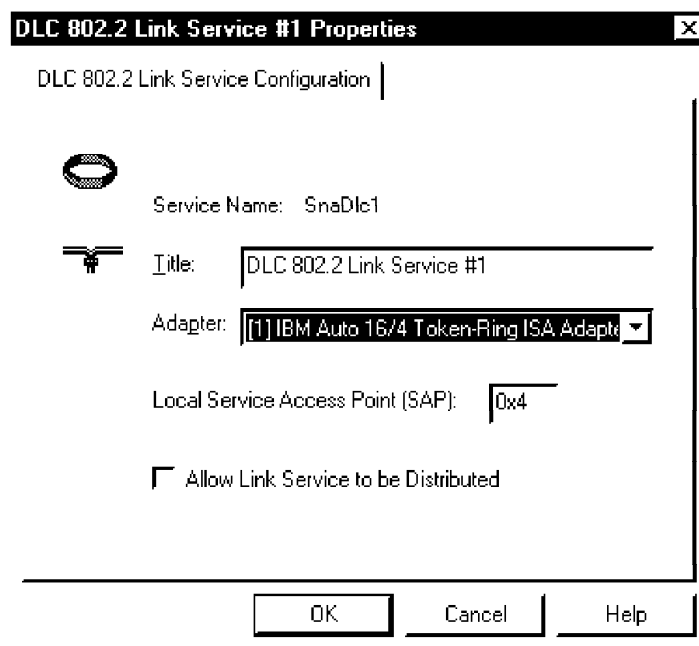 DLC 802.2 Link Service #1 Properties
DLC 802.2 Link Service Configuration
Service Name: SnaDlc1
Title: DLC 802.2 Link Service #1
Adapter: [1] IBM Auto 16/4 Token-Ring ISA Adapte
Local Service Access Point (SAP): 0x4
Allow Link Service to be Distributed
OK Cancel Help